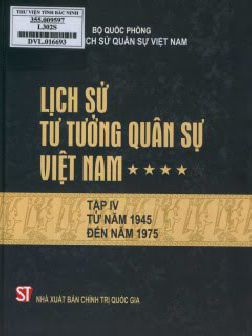 THƯ VIỆN TỈNH BẮC NINH
355.009597
L302S
DVL.016693
BỘ QUỐC PHÒNG
LỊCH SỬ QUÂN SỰ VIỆT NAM
LỊCH SỬ
TƯ TƯỞNG QUÂN SỰ
VIỆT NAM ★★★★
TẬP IV
TỪ NĂM 1945
ĐẾN NĂM 1975
ST NHÀ XUẤT BẢN CHÍNH TRỊ QUỐC GIA